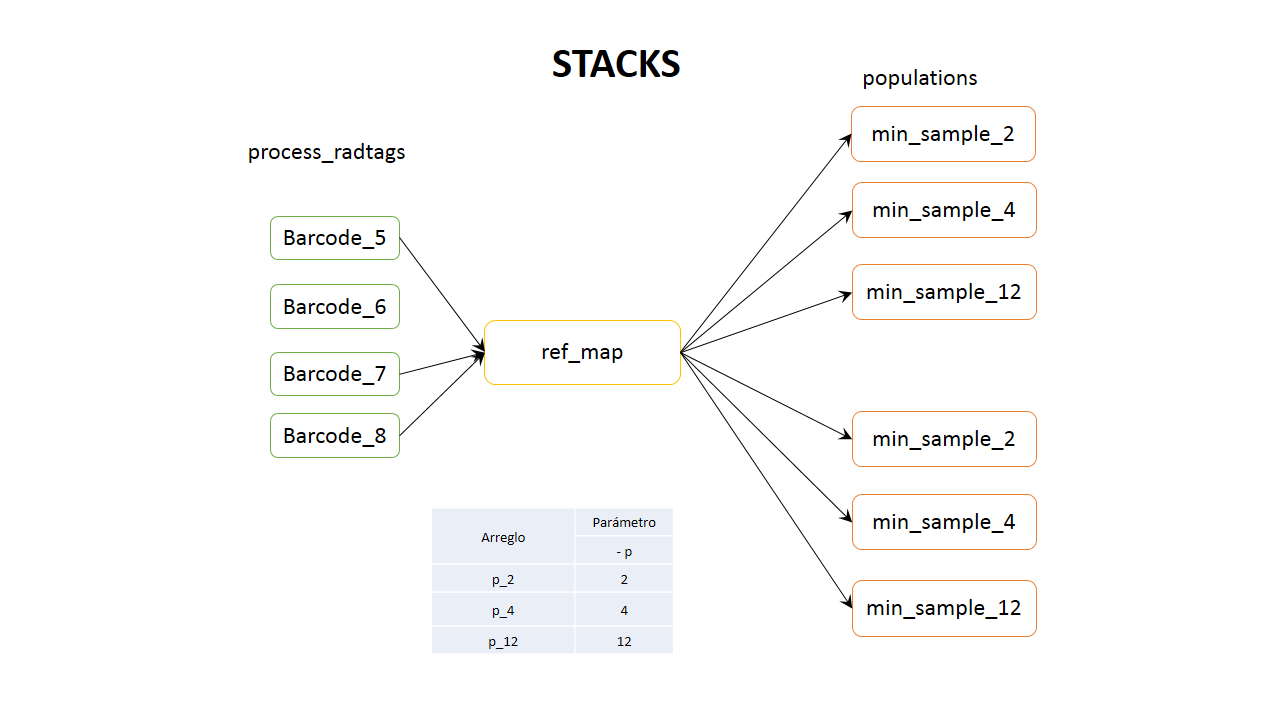 STACKS
process_radtags
Barcode_5
Barcode_6
Barcode_7
Barcode_8
ref_map
populations
min_sample_2
min_sample_4
min_sample_12
min_sample_2
min_sample_4
min_sample_12
Arreglo
Parámetro
- p
p_2 2
p_4 4
p_12 12